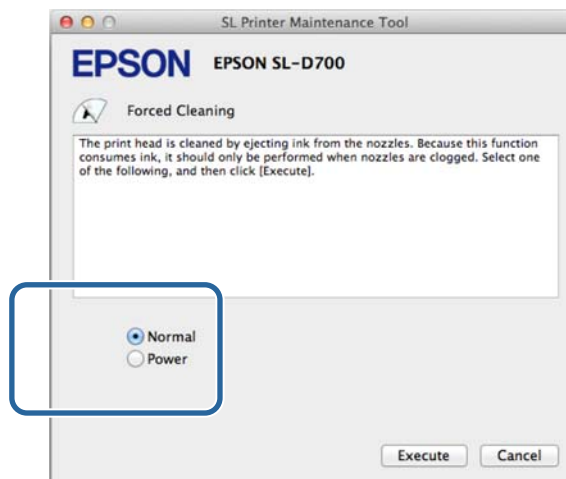 SL Printer Maintenance Tool
EPSON EPSON SL-D700
Forced Cleaning
The print head is cleaned by ejecting ink from the nozzles. Because this function
consumes ink, it should only be performed when nozzles are clogged. Select one
of the following, and then click [Execute].
Normal
Power
Execute Cancel